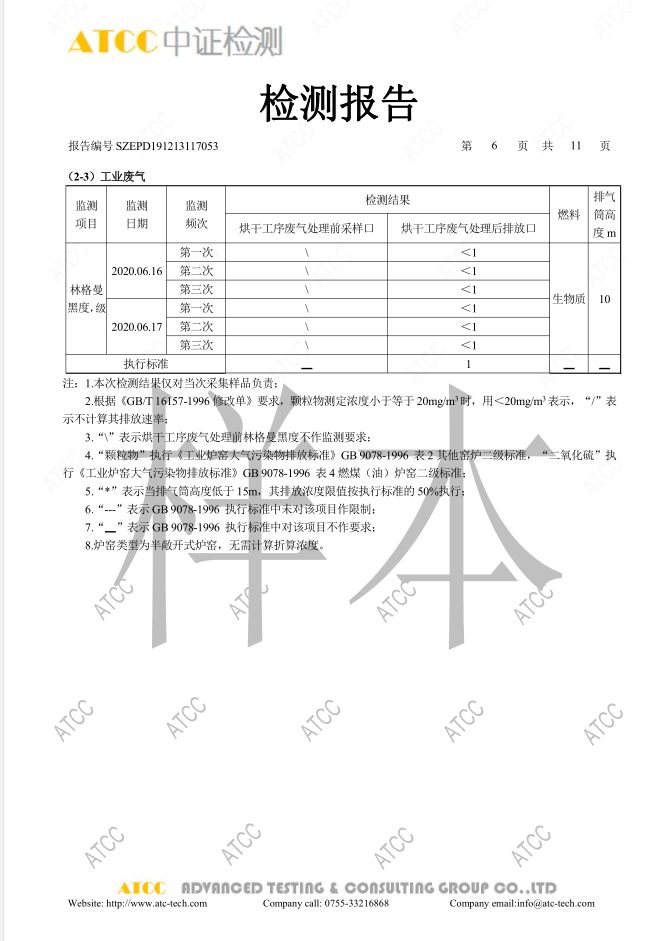 ATCC 中证检测
检测报告
报告编号 SZEPD191213117053 第 6 页 共 11 页
（2-3）工业废气
监测项目 监测日期 监测频次 检测结果 燃料 排气筒高度 m
烘干工序废气处理前采样口 烘干工序废气处理后排放口
林格曼黑度，级 2020.06.16 第一次 \ ＜1 生物质 10
第二次 \ ＜1
第三次 \ ＜1
2020.06.17 第一次 \ ＜1
第二次 \ ＜1
第三次 \ ＜1
执行标准 — 1 — —
注：1.本次检测结果仅对当次采集样品负责；
2.根据《GB/T 16157-1996 修改单》要求，颗粒物测定浓度小于等于 20mg/m³ 时，用＜20mg/m³ 表示，“/”表
示不计算其排放速率；
3.“\”表示烘干工序废气处理前林格曼黑度不作监测要求；
4.“颗粒物”执行《工业炉窑大气污染物排放标准》GB 9078-1996 表 2 其他窑炉二级标准，“二氧化硫”执
行《工业炉窑大气污染物排放标准》GB 9078-1996 表 4 燃煤（油）炉窑二级标准；
5.“*”表示当排气筒高度低于 15m，其排放浓度限值按执行标准的 50%执行；
6.“---”表示 GB 9078-1996 执行标准中未对该项目作限制；
7.“—”表示 GB 9078-1996 执行标准中对该项目不作要求；
8.炉窑类型为半敞开式炉窑，无需计算折算浓度。
样本
ATCC ADVANCED TESTING & CONSULTING GROUP CO.,LTD
Website: http://www.atc-tech.com Company call: 0755-33216868 Company email:info@atc-tech.com